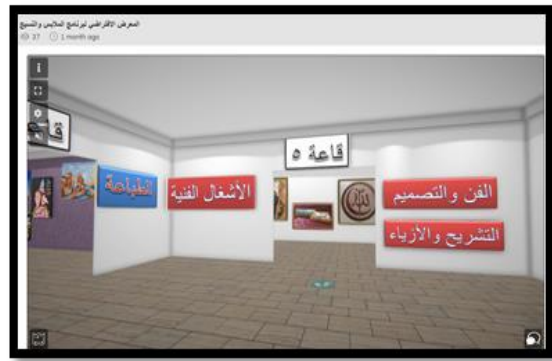 المعرض الافتراضي لبرنامج الملابس والنسيج
37 1 month ago
قاعة ٥
الطباعة
الأشغال الفنية
الفن والتصميم
التشريح والأزياء